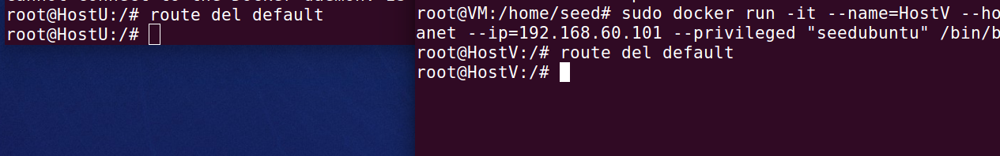 root@HostU:/# route del default
root@HostU:/#
root@VM:/home/seed# sudo docker run -it --name=HostV --ho
anet --ip=192.168.60.101 --privileged "seedubuntu" /bin/b
root@HostV:/# route del default
root@HostV:/#